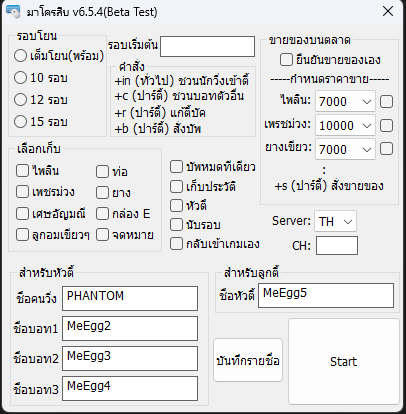 มาโครสิบ v6.5.4(Beta Test)
รอบโยน
เต็มโยน(พร้อม)
10 รอบ
12 รอบ
15 รอบ
รอบเริ่มต้น
คำสั่ง
+in (ทั่วไป) ชวนนักวิ่งเข้าตี้
+c (ปาร์ตี้) ชวนบอทตัวอื่น
+r (ปาร์ตี้) แก้ตี้บัค
+b (ปาร์ตี้) สั่งบัพ
ขายของบนตลาด
ยืนยันขายของเอง
-----กำหนดราคาขาย-----
ไพลิน: 7000
เพรชม่วง: 10000
ยางเขียว: 7000
:
+s (ปาร์ตี้) สั่งขายของ
เลือกเก็บ
ไพลิน
ท่อ
เพชรม่วง
ยาง
เศษอัญมณี
กล่อง E
ลูกอมเขียวๆ
จดหมาย
บัพหมดทีเดียว
เก็บประวัติ
หัวตี้
นับรอบ
กลับเข้าเกมเอง
Server: TH
CH:
สำหรับหัวตี้
ชื่อคนวิ่ง PHANTOM
ชื่อบอท1 MeEgg2
ชื่อบอท2 MeEgg3
ชื่อบอท3 MeEgg4
สำหรับลูกตี้
ชื่อหัวตี้ MeEgg5
บันทึกรายชื่อ
Start